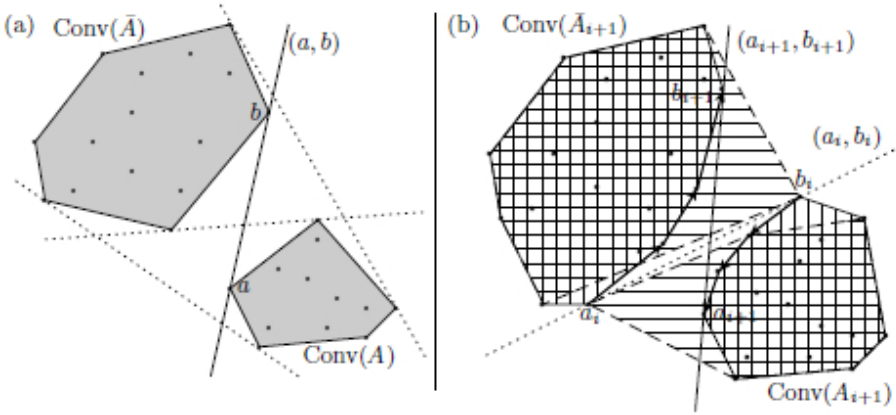 (a)
Conv(Ā)
(a, b)
b
a
Conv(A)
(b)
Conv(Ā_{i+1})
(a_{i+1}, b_{i+1})
b_{i+1}
(a_i, b_i)
b_i
a_i
a_{i+1}
Conv(A_{i+1})